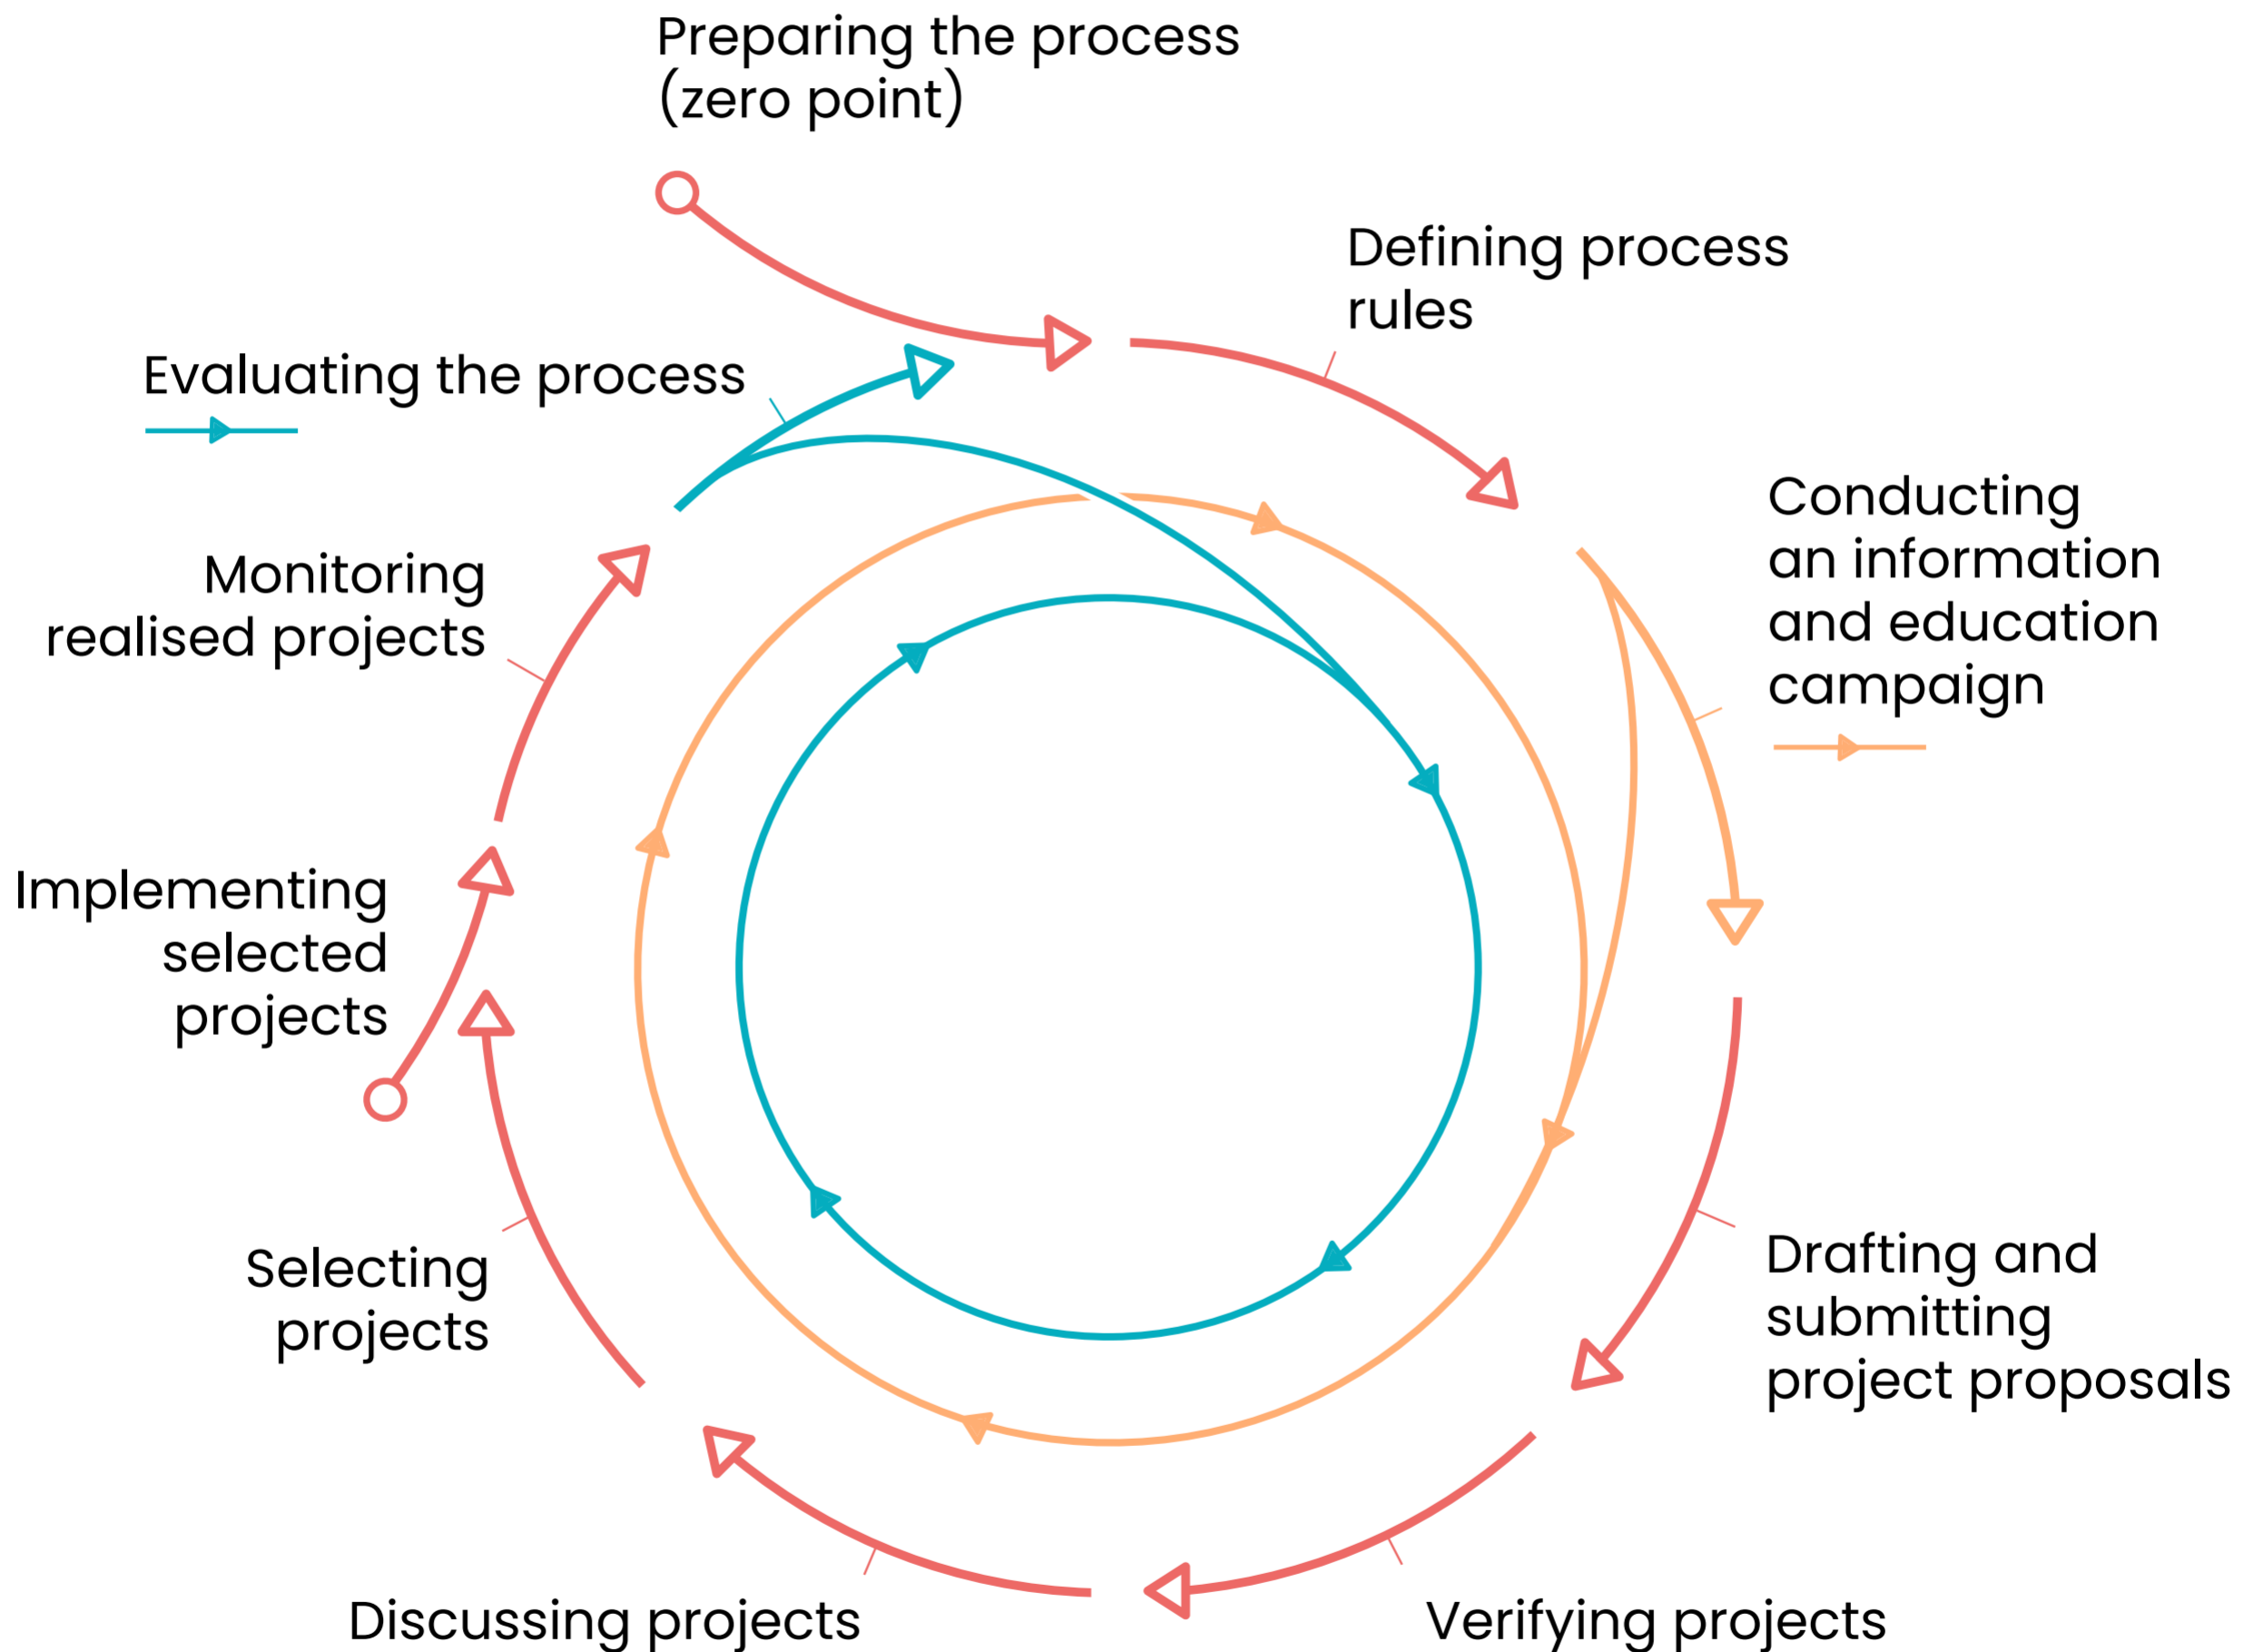 Preparing the process
(zero point)
Defining process
rules
Conducting
an information
and education
campaign
Drafting and
submitting
project proposals
Verifying projects
Discussing projects
Selecting
projects
Implementing
selected
projects
Monitoring
realised projects
Evaluating the process